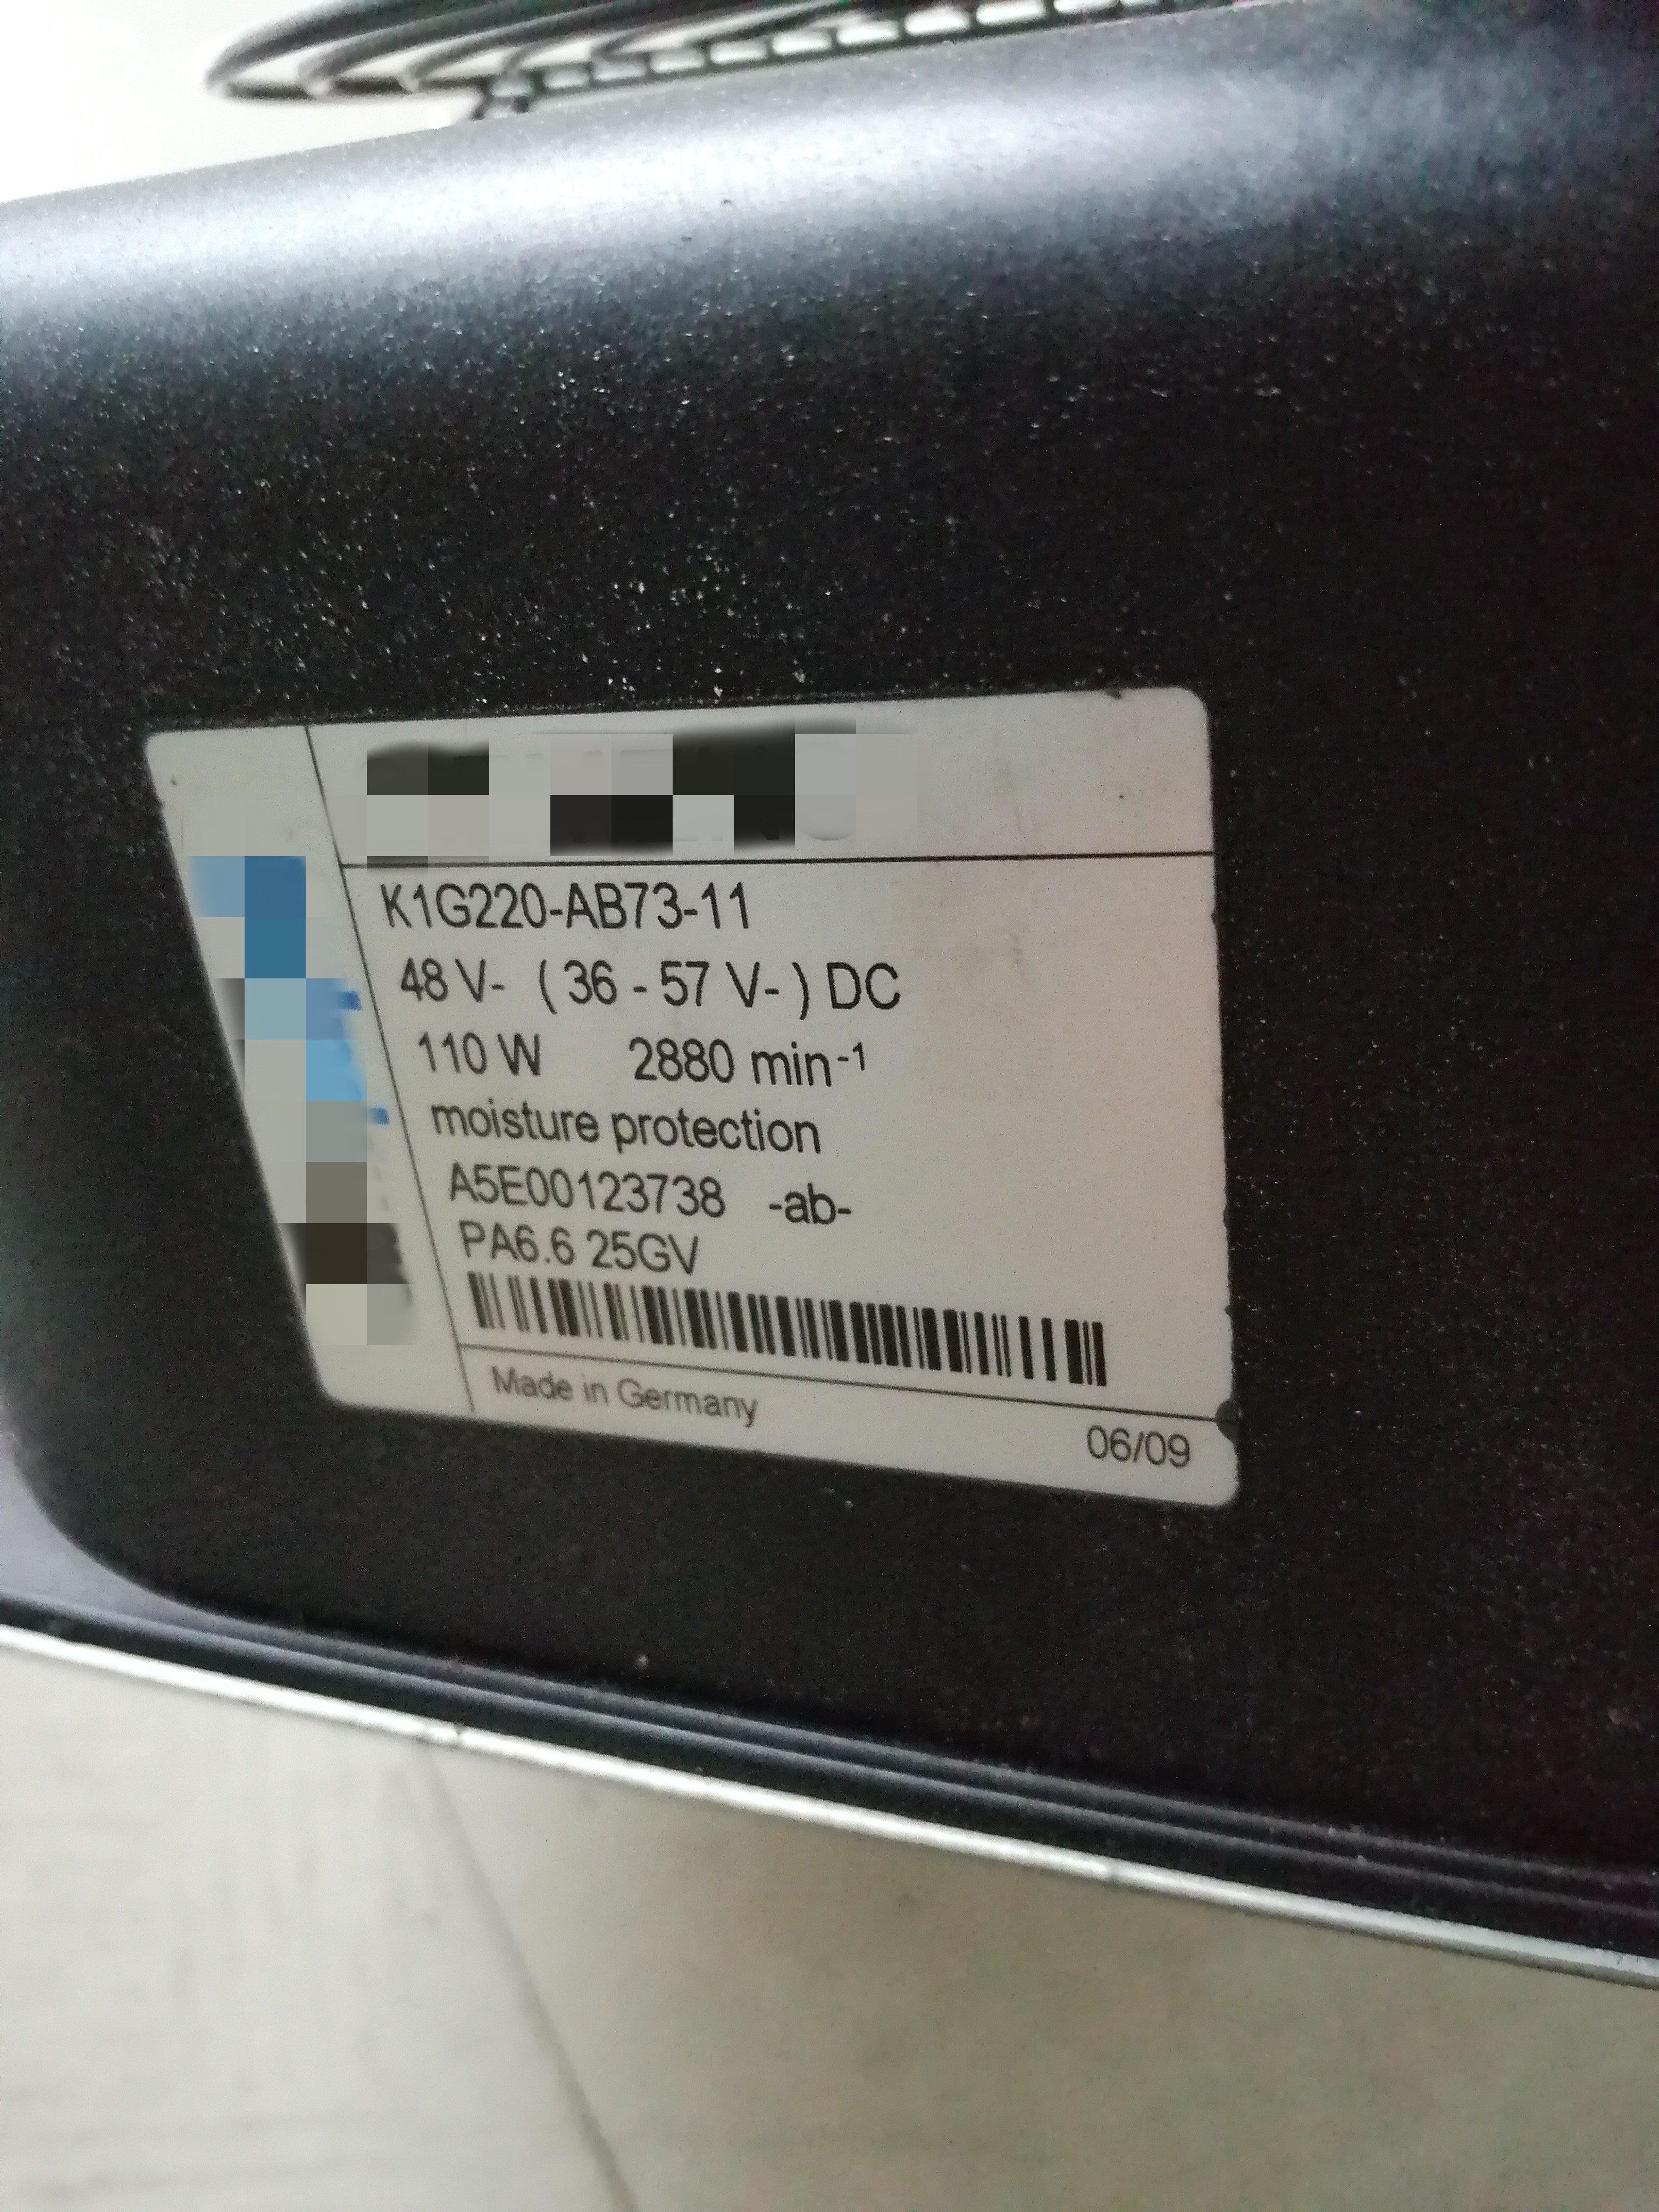 K1G220-AB73-11
48 V- ( 36 - 57 V- ) DC
110 W 2880 min⁻¹
moisture protection
A5E00123738 -ab-
PA6.6 25GV
Made in Germany
06/09